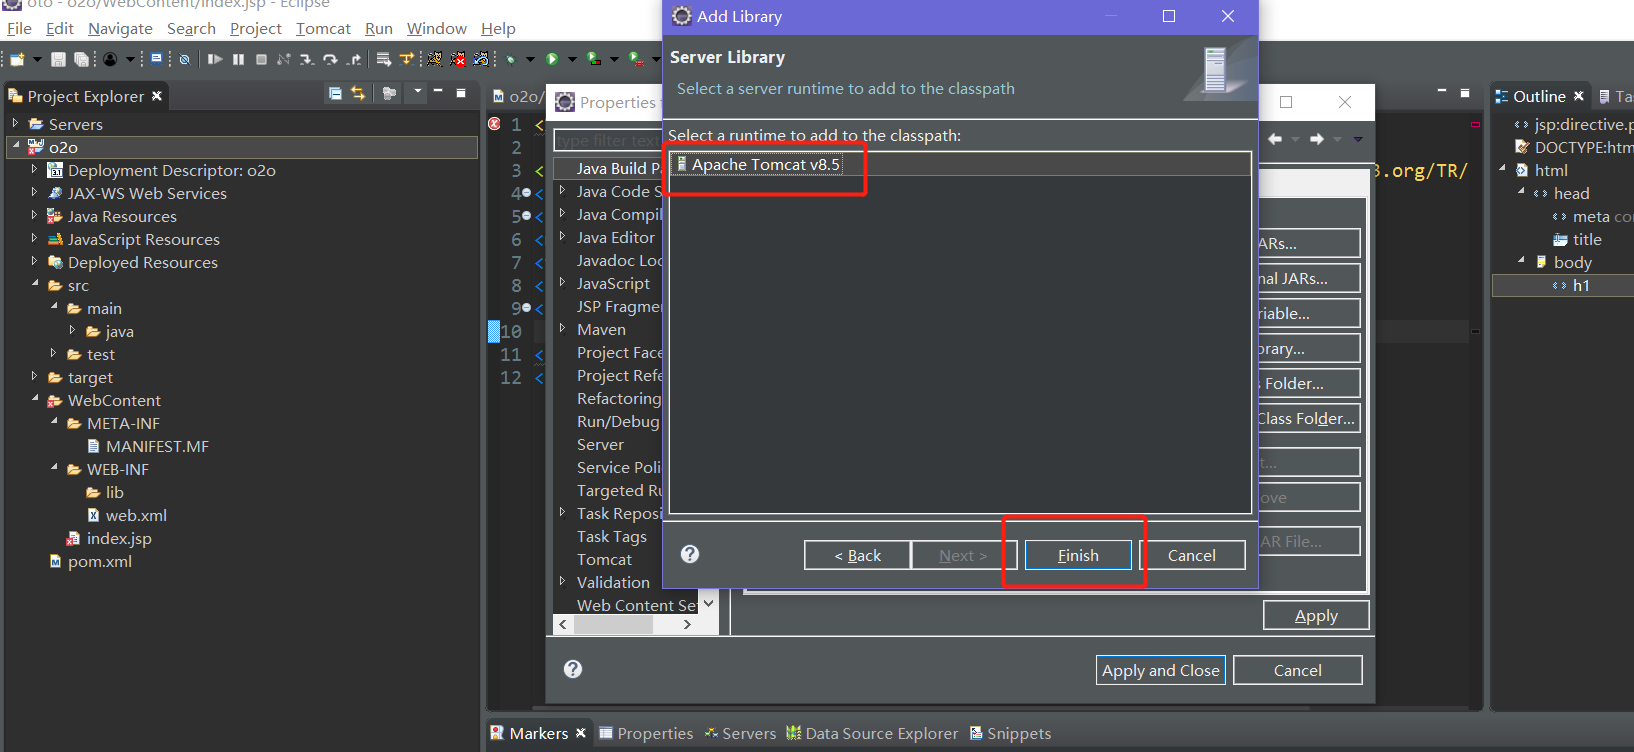 oto - o2o/WebContent/index.jsp - Eclipse
File Edit Navigate Search Project Tomcat Run Window Help
Project Explorer
Servers
o2o
Deployment Descriptor: o2o
JAX-WS Web Services
Java Resources
JavaScript Resources
Deployed Resources
src
main
java
test
target
WebContent
META-INF
MANIFEST.MF
WEB-INF
lib
web.xml
index.jsp
pom.xml
o2o/
1 <
2
3 <
4 <
5 <
6 <
7 <
8 <
9 <
10
11 <
12 <
3.org/TR/
Properties
type filter text
Java Build P
Java Code S
Java Compil
Java Editor
Javadoc Loc
JavaScript
JSP Fragme
Maven
Project Face
Project Refe
Refactoring
Run/Debug
Server
Service Poli
Targeted Ru
Task Reposi
Task Tags
Tomcat
Validation
Web Content Se
ARs...
nal JARs...
riable...
brary...
s Folder...
Class Folder...
t...
ove
AR File...
Apply
Apply and Close
Cancel
Add Library
Server Library
Select a server runtime to add to the classpath
Select a runtime to add to the classpath:
Apache Tomcat v8.5
< Back
Next >
Finish
Cancel
Outline
Tas
jsp:directive.p
DOCTYPE:htm
html
head
meta con
title
body
h1
Markers
Properties
Servers
Data Source Explorer
Snippets